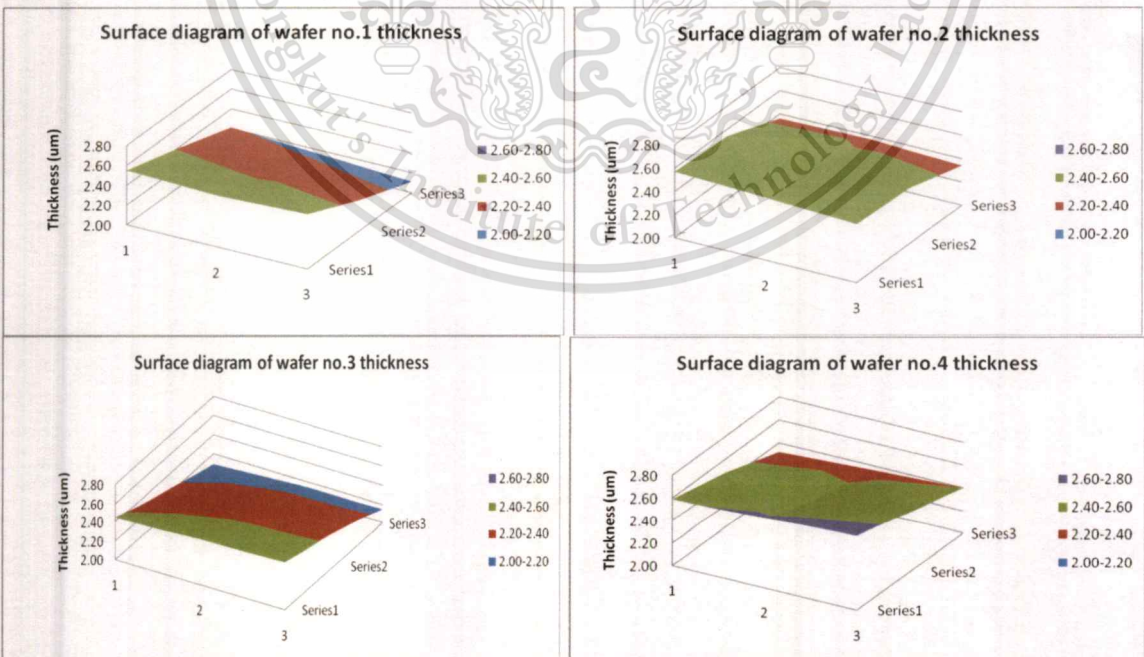 Surface diagram of wafer no.1 thickness
Thickness (um)
2.80
2.60
2.40
2.20
2.00
1
2
3
Series1
Series2
Series3
2.60-2.80
2.40-2.60
2.20-2.40
2.00-2.20
Surface diagram of wafer no.2 thickness
Thickness (um)
2.80
2.60
2.40
2.20
2.00
1
2
3
Series1
Series2
Series3
2.60-2.80
2.40-2.60
2.20-2.40
2.00-2.20
Surface diagram of wafer no.3 thickness
Thickness (um)
2.80
2.60
2.40
2.20
2.00
1
2
3
Series1
Series2
Series3
2.60-2.80
2.40-2.60
2.20-2.40
2.00-2.20
Surface diagram of wafer no.4 thickness
Thickness (um)
2.80
2.60
2.40
2.20
2.00
1
2
3
Series1
Series2
Series3
2.60-2.80
2.40-2.60
2.20-2.40
2.00-2.20
ongkut's Institute of Technology La